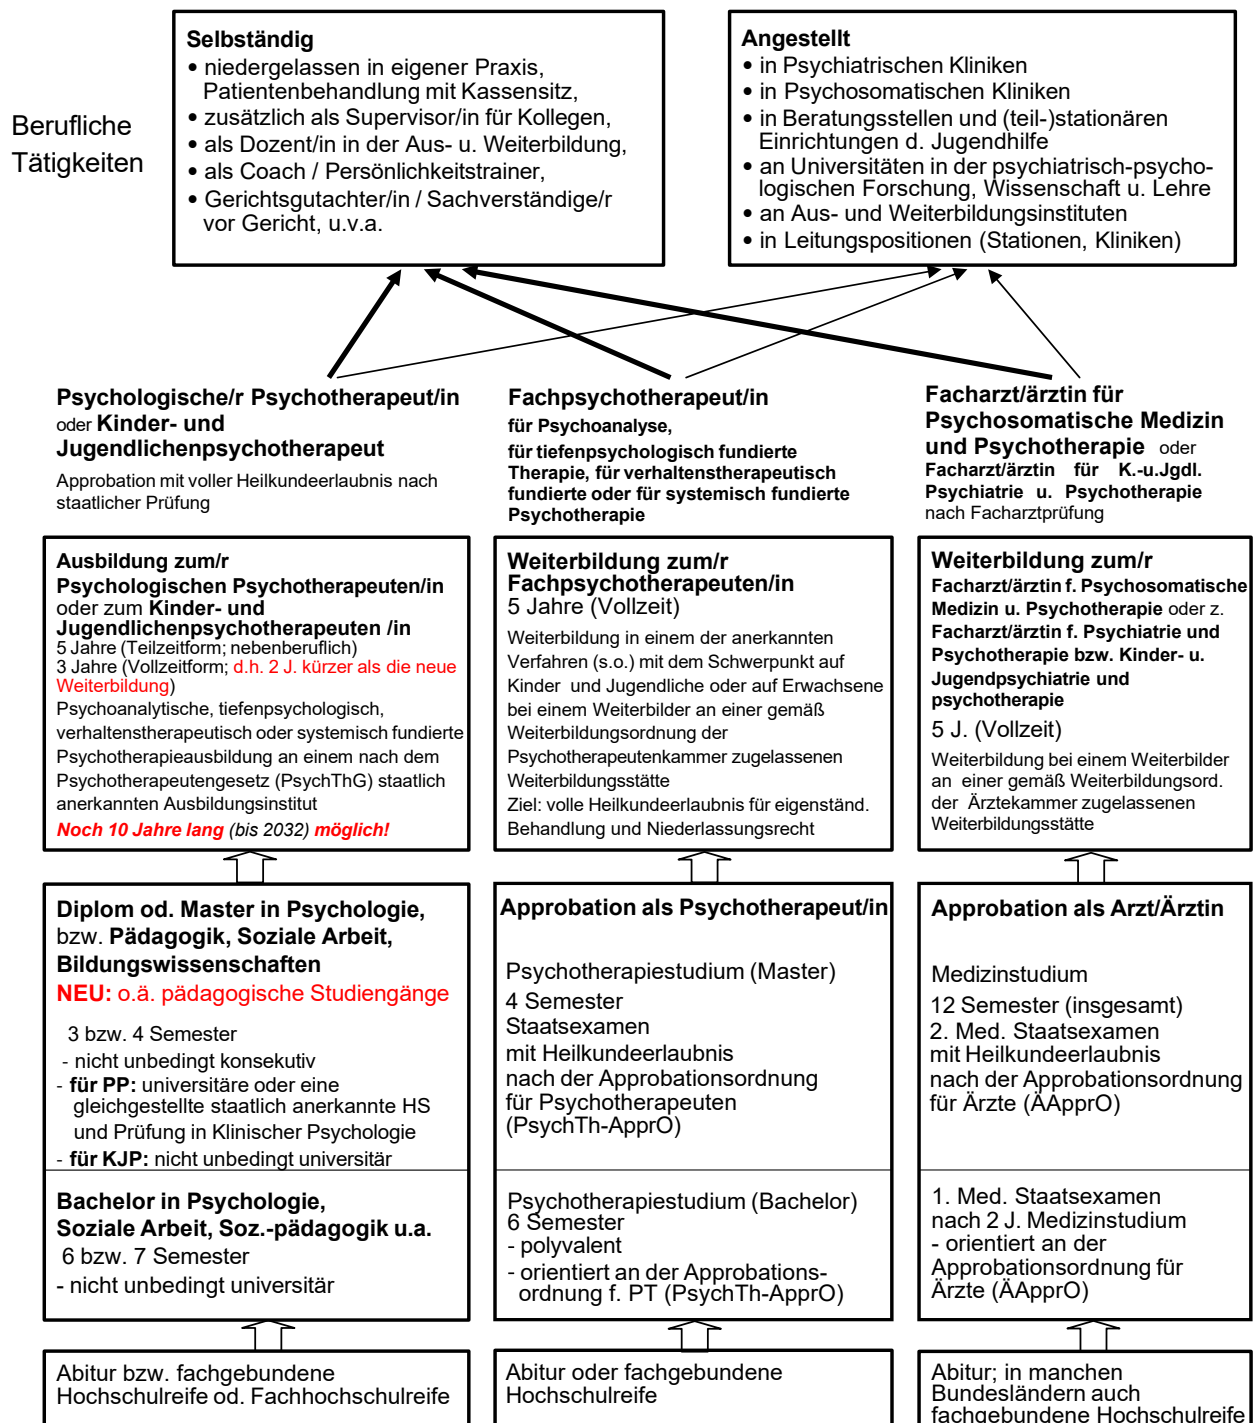 Berufliche
Tätigkeiten
Selbständig
• niedergelassen in eigener Praxis,
Patientenbehandlung mit Kassensitz,
• zusätzlich als Supervisor/in für Kollegen,
• als Dozent/in in der Aus- u. Weiterbildung,
• als Coach / Persönlichkeitstrainer,
• Gerichtsgutachter/in / Sachverständige/r
vor Gericht, u.v.a.
Angestellt
• in Psychiatrischen Kliniken
• in Psychosomatischen Kliniken
• in Beratungsstellen und (teil-)stationären
Einrichtungen d. Jugendhilfe
• an Universitäten in der psychiatrisch-psycho-
logischen Forschung, Wissenschaft u. Lehre
• an Aus- und Weiterbildungsinstituten
• in Leitungspositionen (Stationen, Kliniken)
Psychologische/r Psychotherapeut/in
oder Kinder- und
Jugendlichenpsychotherapeut
Approbation mit voller Heilkundeerlaubnis nach
staatlicher Prüfung
Fachpsychotherapeut/in
für Psychoanalyse,
für tiefenpsychologisch fundierte
Therapie, für verhaltenstherapeutisch
fundierte oder für systemisch fundierte
Psychotherapie
Facharzt/ärztin für
Psychosomatische Medizin
und Psychotherapie oder
Facharzt/ärztin für K.-u.Jgdl.
Psychiatrie u. Psychotherapie
nach Facharztprüfung
Ausbildung zum/r
Psychologischen Psychotherapeuten/in
oder zum Kinder- und
Jugendlichenpsychotherapeuten /in
5 Jahre (Teilzeitform; nebenberuflich)
3 Jahre (Vollzeitform; d.h. 2 J. kürzer als die neue
Weiterbildung)
Psychoanalytische, tiefenpsychologisch,
verhaltenstherapeutisch oder systemisch fundierte
Psychotherapieausbildung an einem nach dem
Psychotherapeutengesetz (PsychThG) staatlich
anerkannten Ausbildungsinstitut
Noch 10 Jahre lang (bis 2032) möglich!
Weiterbildung zum/r
Fachpsychotherapeuten/in
5 Jahre (Vollzeit)
Weiterbildung in einem der anerkannten
Verfahren (s.o.) mit dem Schwerpunkt auf
Kinder und Jugendliche oder auf Erwachsene
bei einem Weiterbilder an einer gemäß
Weiterbildungsordnung der
Psychotherapeutenkammer zugelassenen
Weiterbildungsstätte
Ziel: volle Heilkundeerlaubnis für eigenständ.
Behandlung und Niederlassungsrecht
Weiterbildung zum/r
Facharzt/ärztin f. Psychosomatische
Medizin u. Psychotherapie oder z.
Facharzt/ärztin f. Psychiatrie und
Psychotherapie bzw. Kinder- u.
Jugendpsychiatrie und
psychotherapie
5 J. (Vollzeit)
Weiterbildung bei einem Weiterbilder
an einer gemäß Weiterbildungsord.
der Ärztekammer zugelassenen
Weiterbildungsstätte
Diplom od. Master in Psychologie,
bzw. Pädagogik, Soziale Arbeit,
Bildungswissenschaften
NEU: o.ä. pädagogische Studiengänge
3 bzw. 4 Semester
- nicht unbedingt konsekutiv
- für PP: universitäre oder eine
gleichgestellte staatlich anerkannte HS
und Prüfung in Klinischer Psychologie
- für KJP: nicht unbedingt universitär
Bachelor in Psychologie,
Soziale Arbeit, Soz.-pädagogik u.a.
6 bzw. 7 Semester
- nicht unbedingt universitär
Approbation als Psychotherapeut/in
Psychotherapiestudium (Master)
4 Semester
Staatsexamen
mit Heilkundeerlaubnis
nach der Approbationsordnung
für Psychotherapeuten
(PsychTh-ApprO)
Psychotherapiestudium (Bachelor)
6 Semester
- polyvalent
- orientiert an der Approbations-
ordnung f. PT (PsychTh-ApprO)
Approbation als Arzt/Ärztin
Medizinstudium
12 Semester (insgesamt)
2. Med. Staatsexamen
mit Heilkundeerlaubnis
nach der Approbationsordnung
für Ärzte (ÄApprO)
1. Med. Staatsexamen
nach 2 J. Medizinstudium
- orientiert an der
Approbationsordnung für
Ärzte (ÄApprO)
Abitur bzw. fachgebundene
Hochschulreife od. Fachhochschulreife
Abitur oder fachgebundene
Hochschulreife
Abitur; in manchen
Bundesländern auch
fachgebundene Hochschulreife